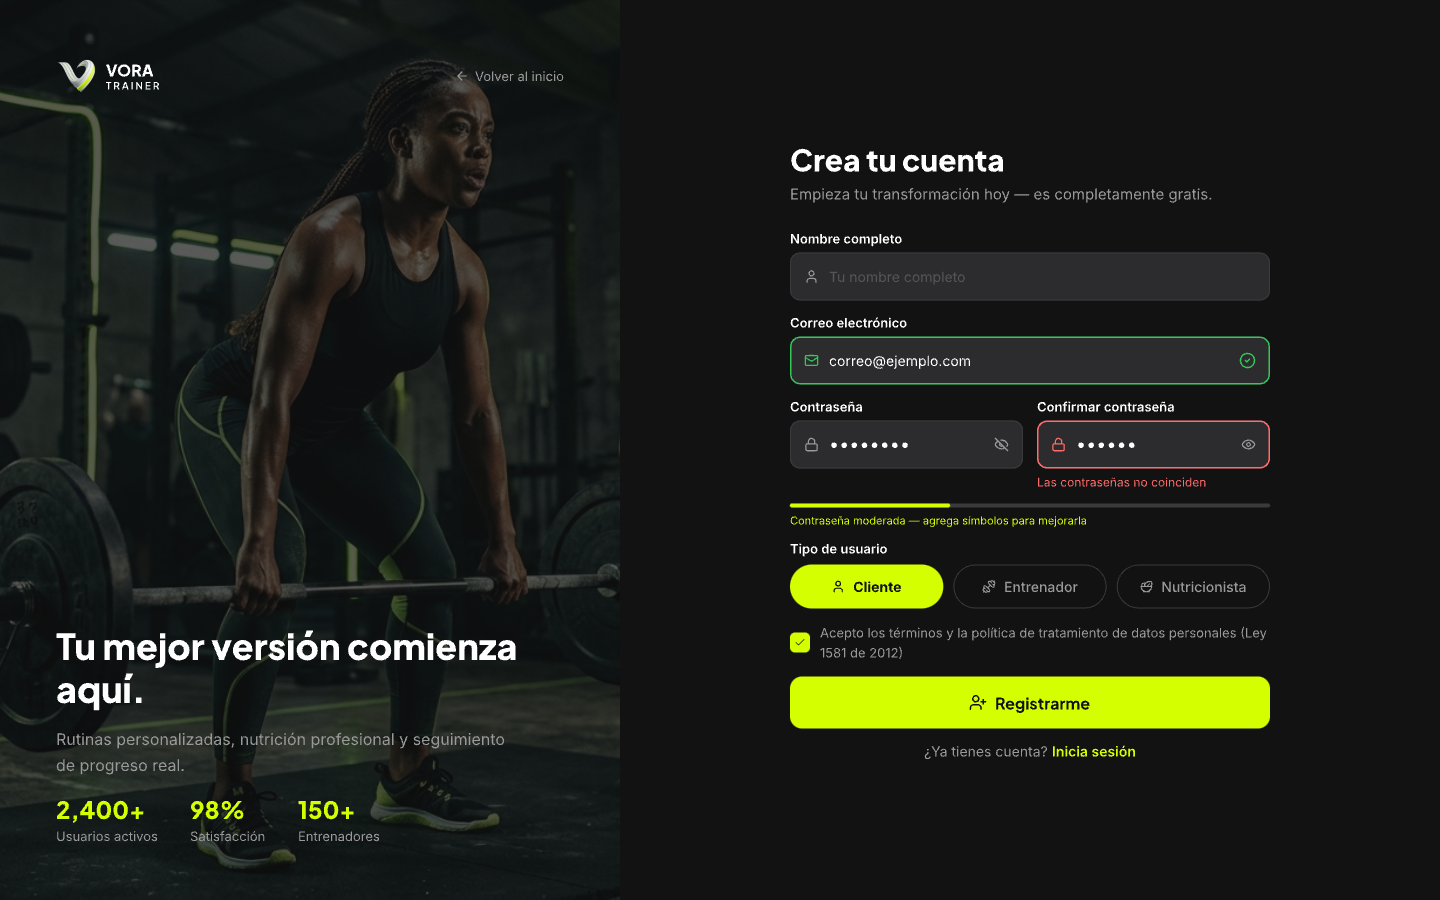 VORA
TRAINER
Volver al inicio
Tu mejor versión comienza
aquí.
Rutinas personalizadas, nutrición profesional y seguimiento
de progreso real.
2,400+ 98% 150+
Usuarios activos Satisfacción Entrenadores
Crea tu cuenta
Empieza tu transformación hoy — es completamente gratis.
Nombre completo
Tu nombre completo
Correo electrónico
correo@ejemplo.com
Contraseña Confirmar contraseña
Las contraseñas no coinciden
Contraseña moderada — agrega símbolos para mejorarla
Tipo de usuario
Cliente Entrenador Nutricionista
Acepto los términos y la política de tratamiento de datos personales (Ley
1581 de 2012)
Registrarme
¿Ya tienes cuenta? Inicia sesión